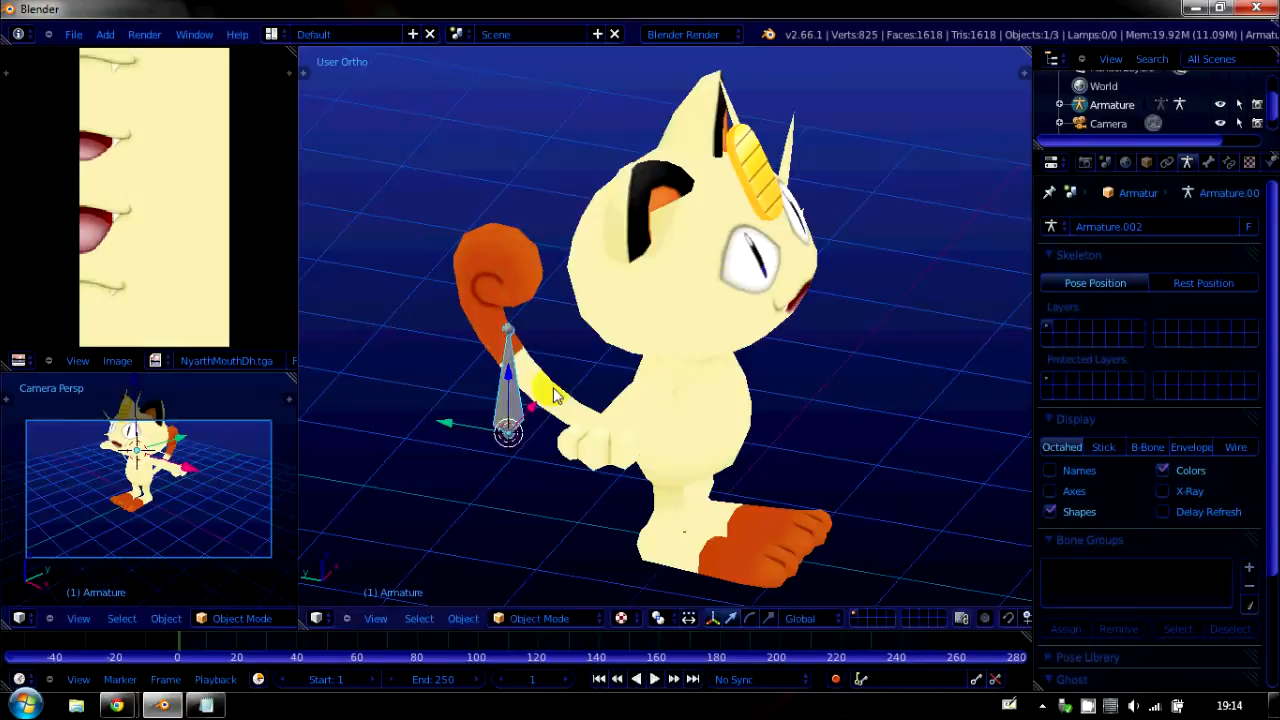 Blender
File Add Render Window Help Default Scene Blender Render v2.66.1 | Verts:825 | Faces:1618 | Tris:1618 | Objects:1/3 | Lamps:0/0 | Mem:19.92M (11.09M) | Armatur
User Ortho
View Search All Scenes
World
Armature
Camera
Armatur Armature.00
Armature.002 F
Skeleton
Pose Position Rest Position
Layers:
Protected Layers:
View Image NyarthMouthDh.tga F
Camera Persp
Display
Octahed Stick B-Bone Envelope Wire
Names Colors
Axes X-Ray
Shapes Delay Refresh
Bone Groups
(1) Armature
(1) Armature
View Select Object Object Mode
View Select Object Object Mode Global
Assign Remove Select Deselect
-40 -20 0 20 40 60 80 100 120 140 160 180 200 220 240 260 280
Pose Library
View Marker Frame Playback Start: 1 End: 250 1 No Sync
Ghost
19:14